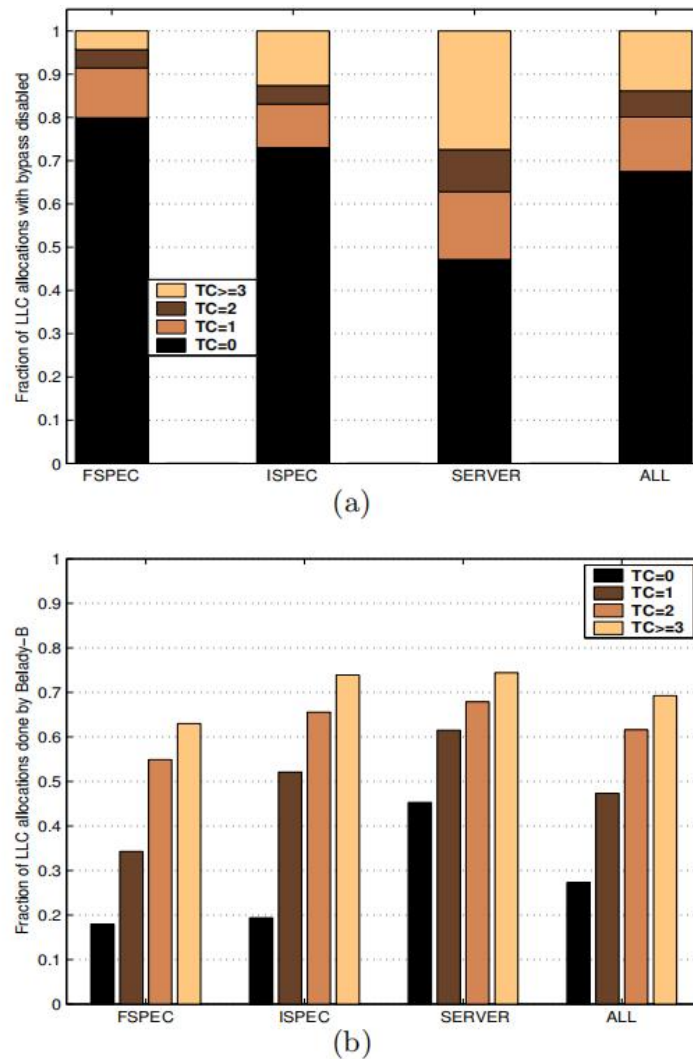 Fraction of LLC allocations with bypass disabled
1
0.9
0.8
0.7
0.6
0.5
0.4
0.3
0.2
0.1
0
TC>=3
TC=2
TC=1
TC=0
FSPEC ISPEC SERVER ALL
(a)
Fraction of LLC allocations done by Belady-B
1
0.9
0.8
0.7
0.6
0.5
0.4
0.3
0.2
0.1
0
TC=0
TC=1
TC=2
TC>=3
FSPEC ISPEC SERVER ALL
(b)